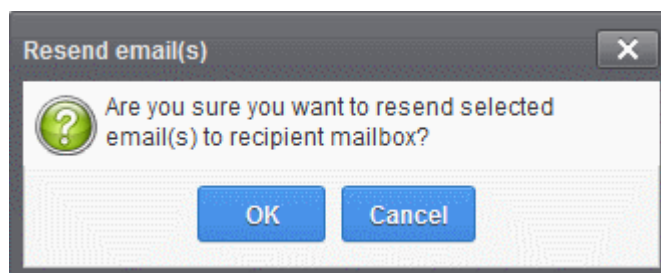 Resend email(s)
Are you sure you want to resend selected
email(s) to recipient mailbox?
OK Cancel